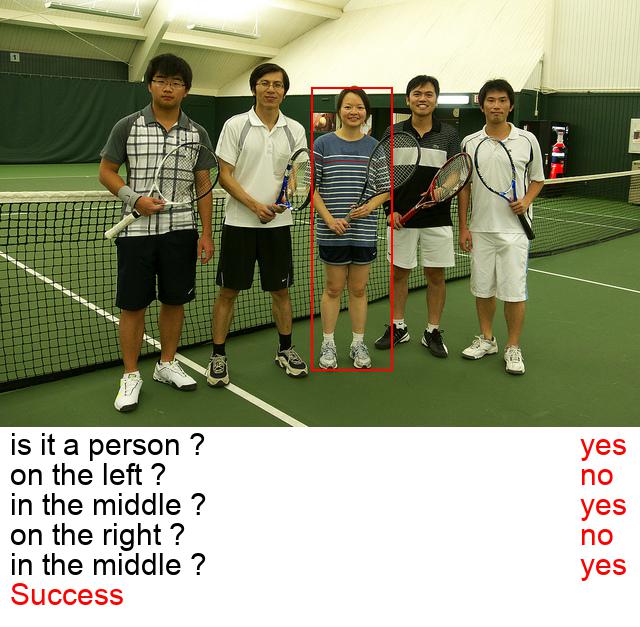 1
is it a person ? yes
on the left ? no
in the middle ? yes
on the right ? no
in the middle ? yes
Success